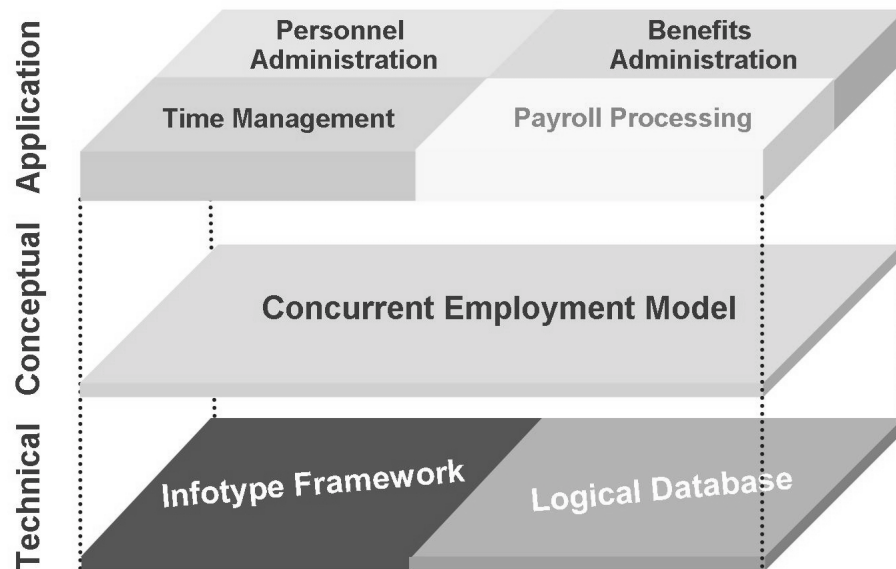 Application
Personnel
Administration
Benefits
Administration
Time Management
Payroll Processing
Conceptual
Concurrent Employment Model
Technical
Infotype Framework
Logical Database